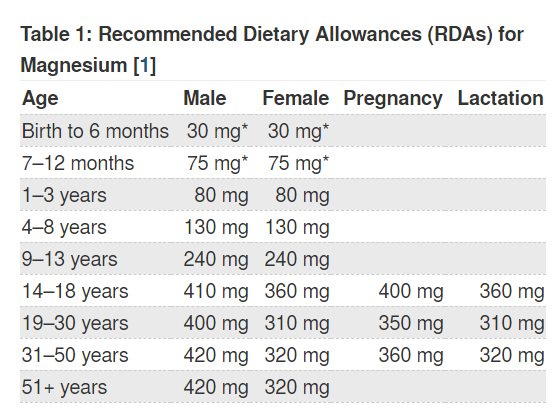 Table 1: Recommended Dietary Allowances (RDAs) for
Magnesium [1]
Age Male Female Pregnancy Lactation
Birth to 6 months 30 mg* 30 mg*
7–12 months 75 mg* 75 mg*
1–3 years 80 mg 80 mg
4–8 years 130 mg 130 mg
9–13 years 240 mg 240 mg
14–18 years 410 mg 360 mg 400 mg 360 mg
19–30 years 400 mg 310 mg 350 mg 310 mg
31–50 years 420 mg 320 mg 360 mg 320 mg
51+ years 420 mg 320 mg